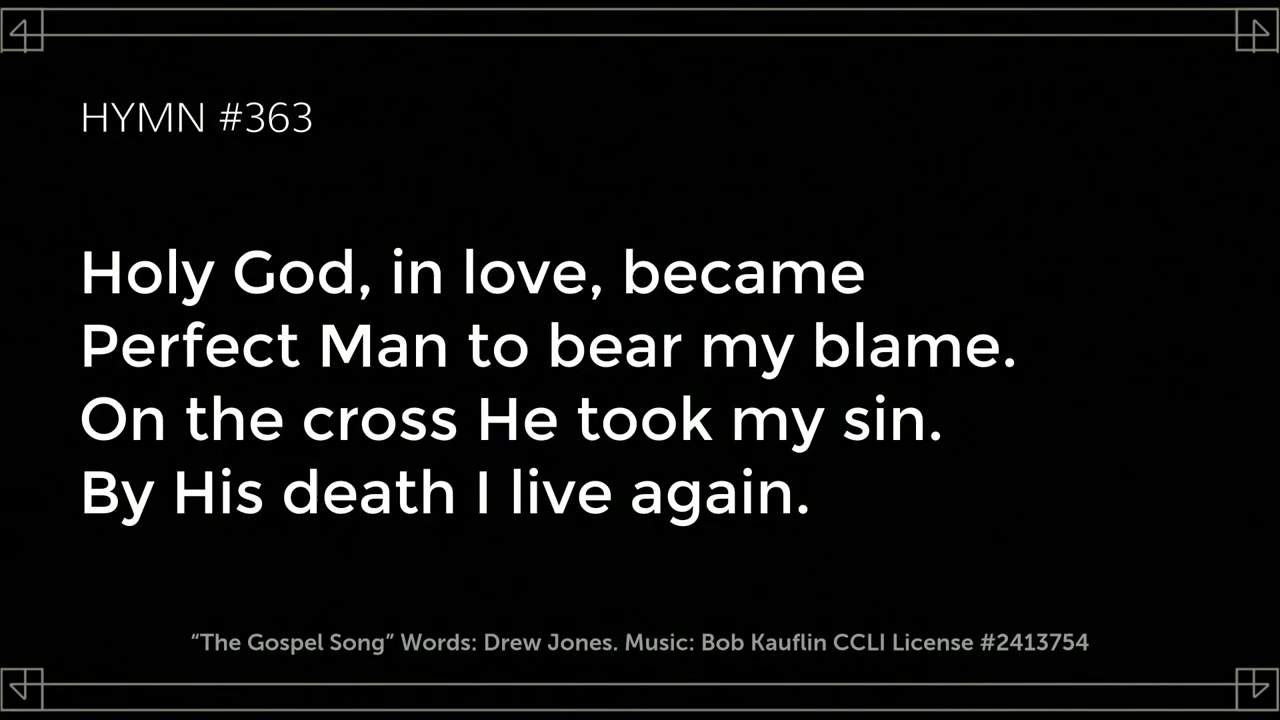 HYMN #363
Holy God, in love, became
Perfect Man to bear my blame.
On the cross He took my sin.
By His death I live again.
“The Gospel Song” Words: Drew Jones. Music: Bob Kauflin CCLI License #2413754